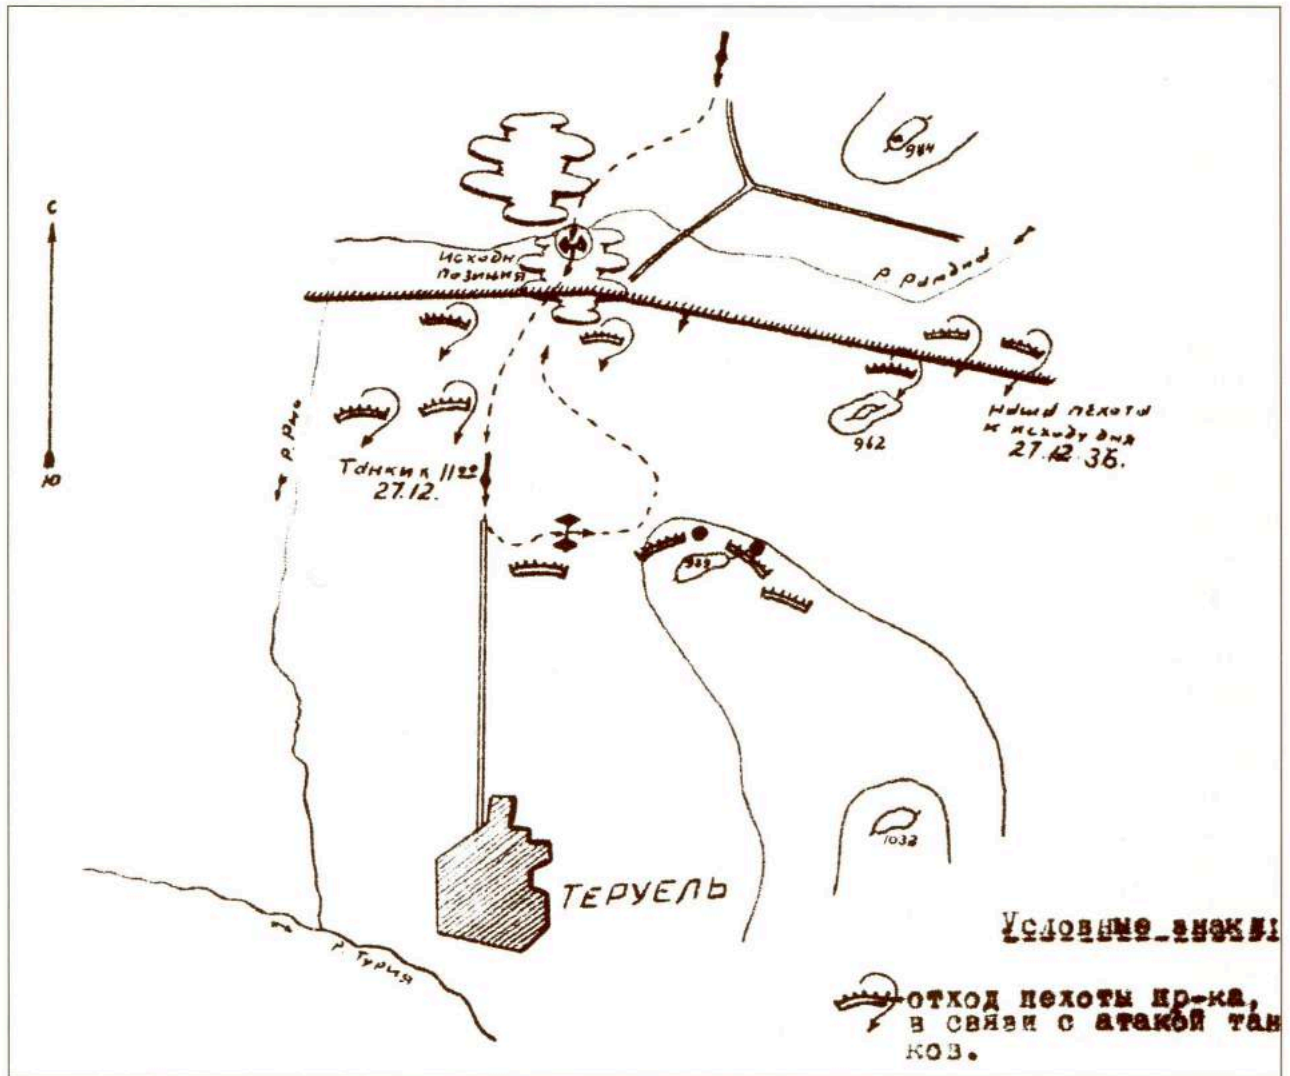 С
984
ИСХОДН
ПОЗИЦИЯ
Ю
р. Рио
962
наша пехота
к исходу дня
27.12.36.
Танки к 11 00
27.12.
1032
ТЕРУЕЛЬ
р. Турия
Условные знаки:
отход пехоты пр-ка,
в связи с атакой тан
ков.